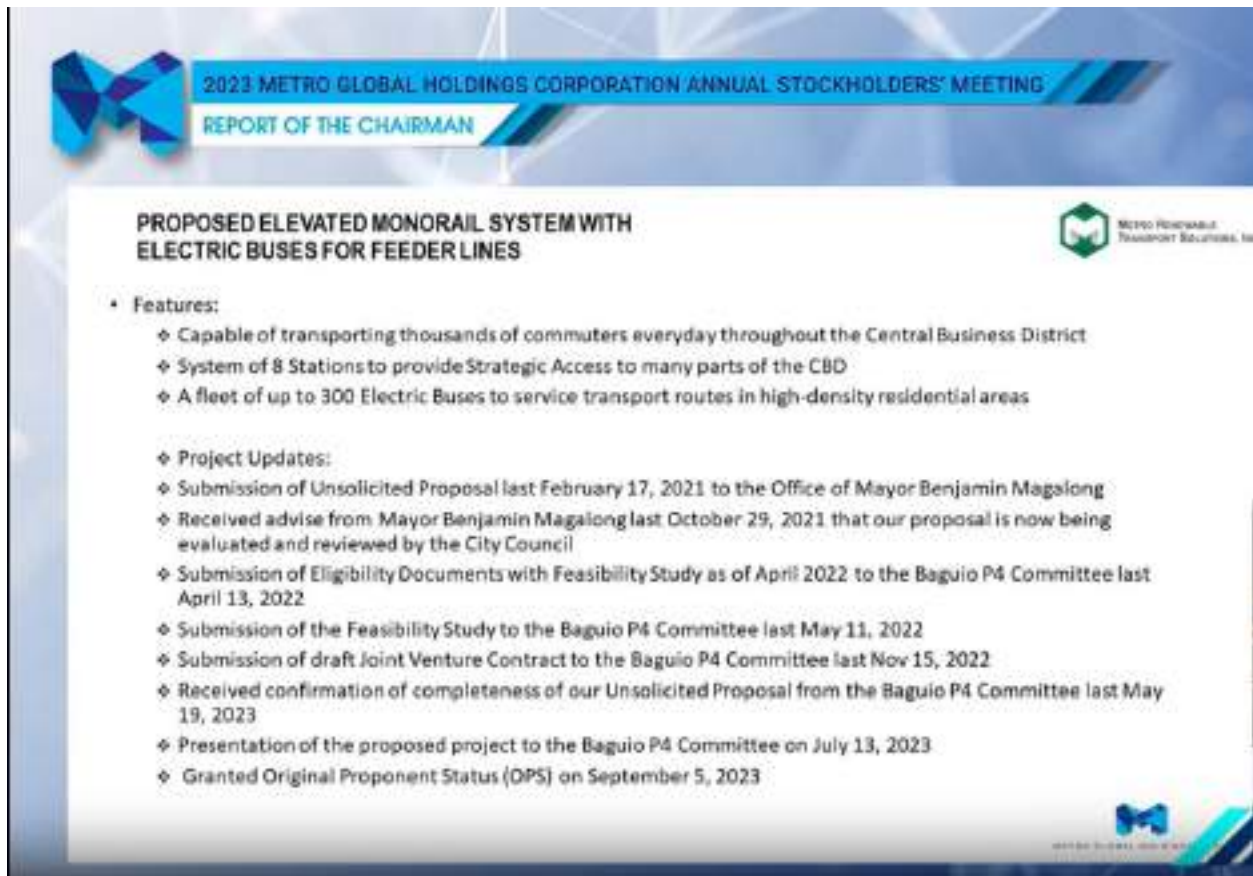 2023 METRO GLOBAL HOLDINGS CORPORATION ANNUAL STOCKHOLDERS' MEETING
REPORT OF THE CHAIRMAN
PROPOSED ELEVATED MONORAIL SYSTEM WITH
ELECTRIC BUSES FOR FEEDER LINES
METRO RENEWABLE
TRANSPORT SOLUTIONS, IN
• Features:
❖ Capable of transporting thousands of commuters everyday throughout the Central Business District
❖ System of 8 Stations to provide Strategic Access to many parts of the CBD
❖ A fleet of up to 300 Electric Buses to service transport routes in high-density residential areas
❖ Project Updates:
❖ Submission of Unsolicited Proposal last February 17, 2021 to the Office of Mayor Benjamin Magalong
❖ Received advise from Mayor Benjamin Magalong last October 29, 2021 that our proposal is now being
evaluated and reviewed by the City Council
❖ Submission of Eligibility Documents with Feasibility Study as of April 2022 to the Baguio P4 Committee last
April 13, 2022
❖ Submission of the Feasibility Study to the Baguio P4 Committee last May 11, 2022
❖ Submission of draft Joint Venture Contract to the Baguio P4 Committee last Nov 15, 2022
❖ Received confirmation of completeness of our Unsolicited Proposal from the Baguio P4 Committee last May
19, 2023
❖ Presentation of the proposed project to the Baguio P4 Committee on July 13, 2023
❖ Granted Original Proponent Status (OPS) on September 5, 2023
METRO GLOBAL